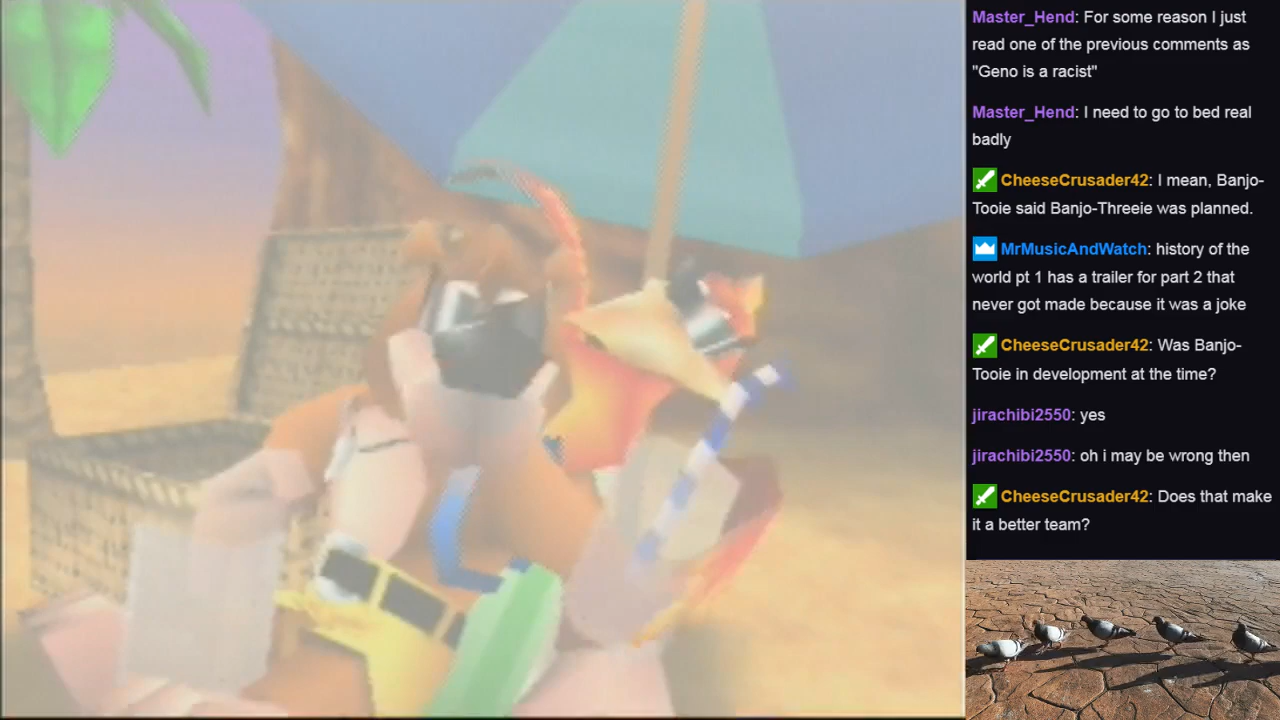 Master_Hend: For some reason I just
read one of the previous comments as
"Geno is a racist"
Master_Hend: I need to go to bed real
badly
CheeseCrusader42: I mean, Banjo-
Tooie said Banjo-Threeie was planned.
MrMusicAndWatch: history of the
world pt 1 has a trailer for part 2 that
never got made because it was a joke
CheeseCrusader42: Was Banjo-
Tooie in development at the time?
jirachibi2550: yes
jirachibi2550: oh i may be wrong then
CheeseCrusader42: Does that make
it a better team?